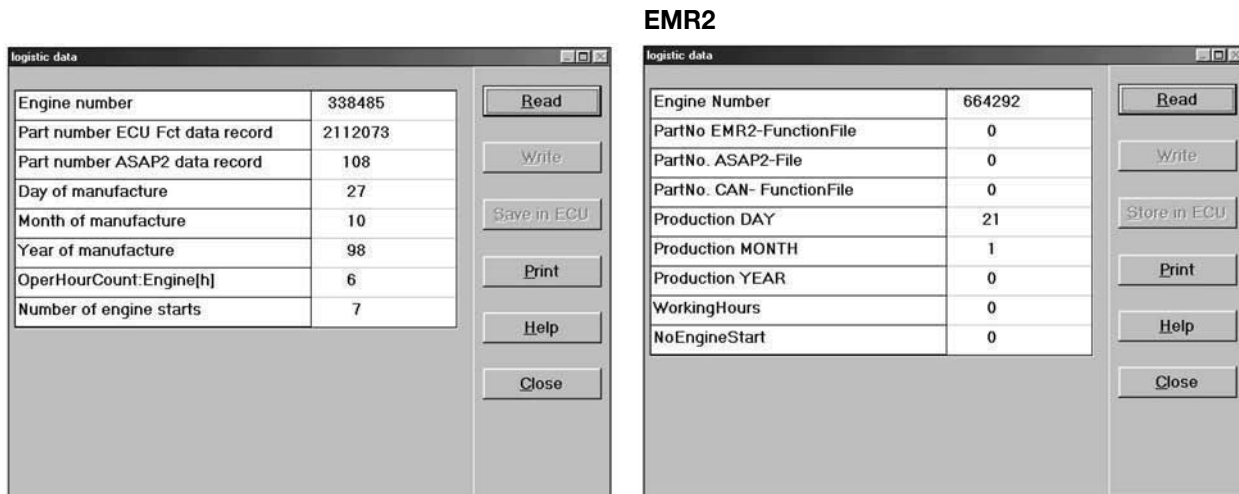 EMR2
logistic data
Engine number 338485
Part number ECU Fct data record 2112073
Part number ASAP2 data record 108
Day of manufacture 27
Month of manufacture 10
Year of manufacture 98
OperHourCount:Engine[h] 6
Number of engine starts 7
Read
Write
Save in ECU
Print
Help
Close
logistic data
Engine Number 664292
PartNo EMR2-FunctionFile 0
PartNo. ASAP2-File 0
PartNo. CAN- FunctionFile 0
Production DAY 21
Production MONTH 1
Production YEAR 0
WorkingHours 0
NoEngineStart 0
Read
Write
Store in ECU
Print
Help
Close